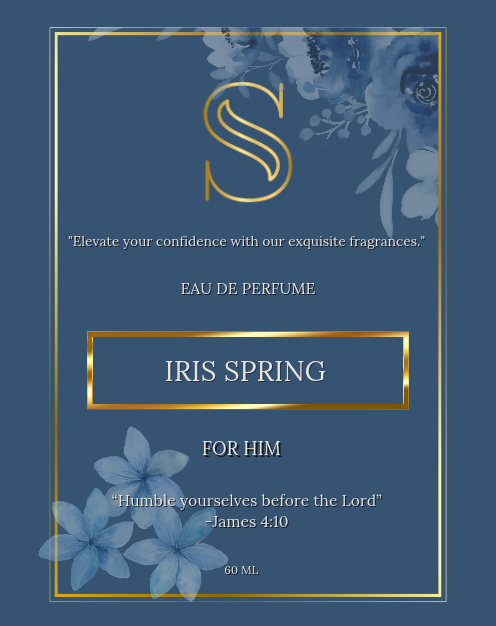 S
"Elevate your confidence with our exquisite fragrances."
EAU DE PERFUME
IRIS SPRING
FOR HIM
“Humble yourselves before the Lord”
-James 4:10
60 ML